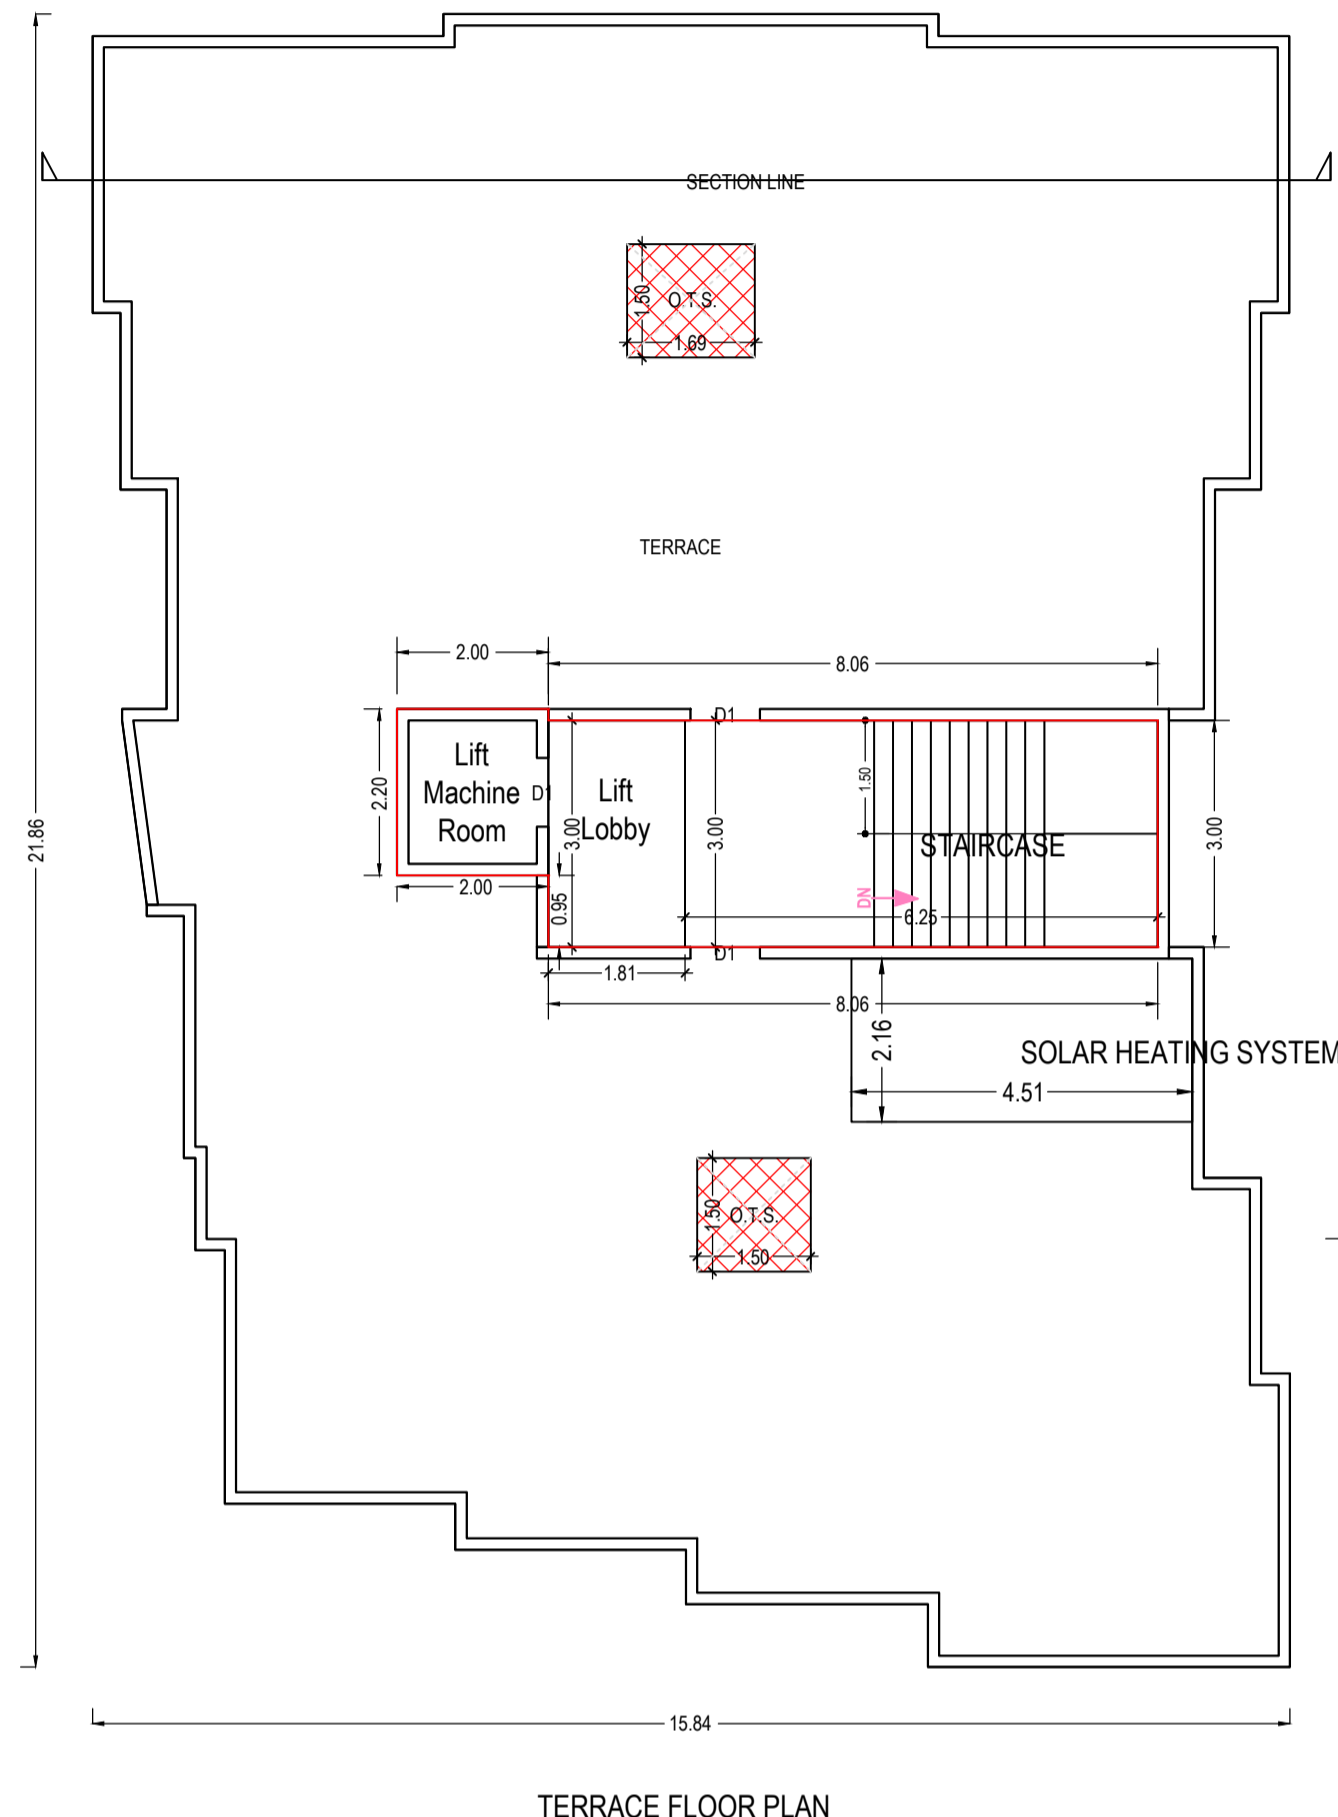 SECTION LINE
1.50
O.T.S.
1.69
TERRACE
2.00
8.06
D1
Lift
Machine
Room
D1
Lift
Lobby
2.20
3.00
3.00
1.50
STAIRCASE
3.00
21.86
2.00
0.95
DN
6.25
D1
1.81
8.06
2.16
SOLAR HEATING SYSTEM
4.51
1.50
O.T.S.
1.50
15.84
TERRACE FLOOR PLAN